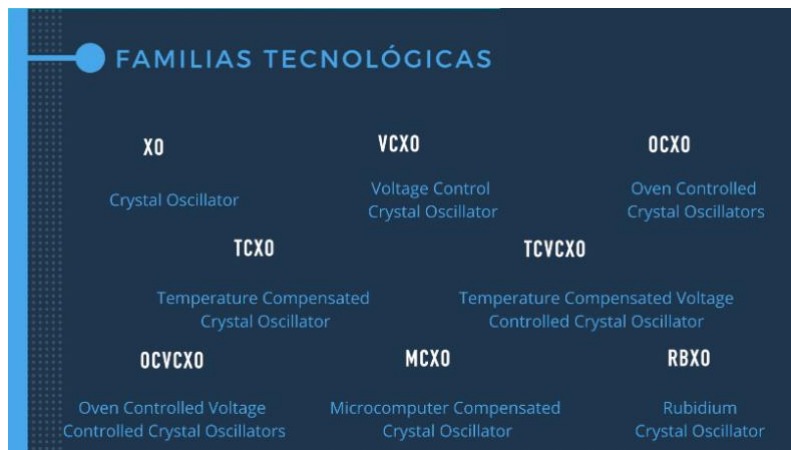 FAMILIAS TECNOLÓGICAS
XO
Crystal Oscillator
VCXO
Voltage Control
Crystal Oscillator
OCXO
Oven Controlled
Crystal Oscillators
TCXO
Temperature Compensated
Crystal Oscillator
TCVCXO
Temperature Compensated Voltage
Controlled Crystal Oscillator
OCVCXO
Oven Controlled Voltage
Controlled Crystal Oscillators
MCXO
Microcomputer Compensated
Crystal Oscillator
RBXO
Rubidium
Crystal Oscillator